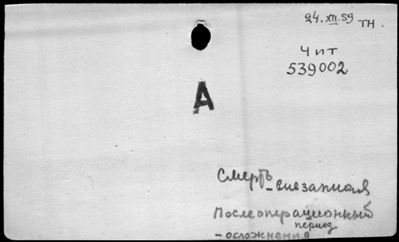 24.XII.59 ТН.
Чит
539002
А
Смерть
-внезапная
Послеоперационный
период
- осложнения